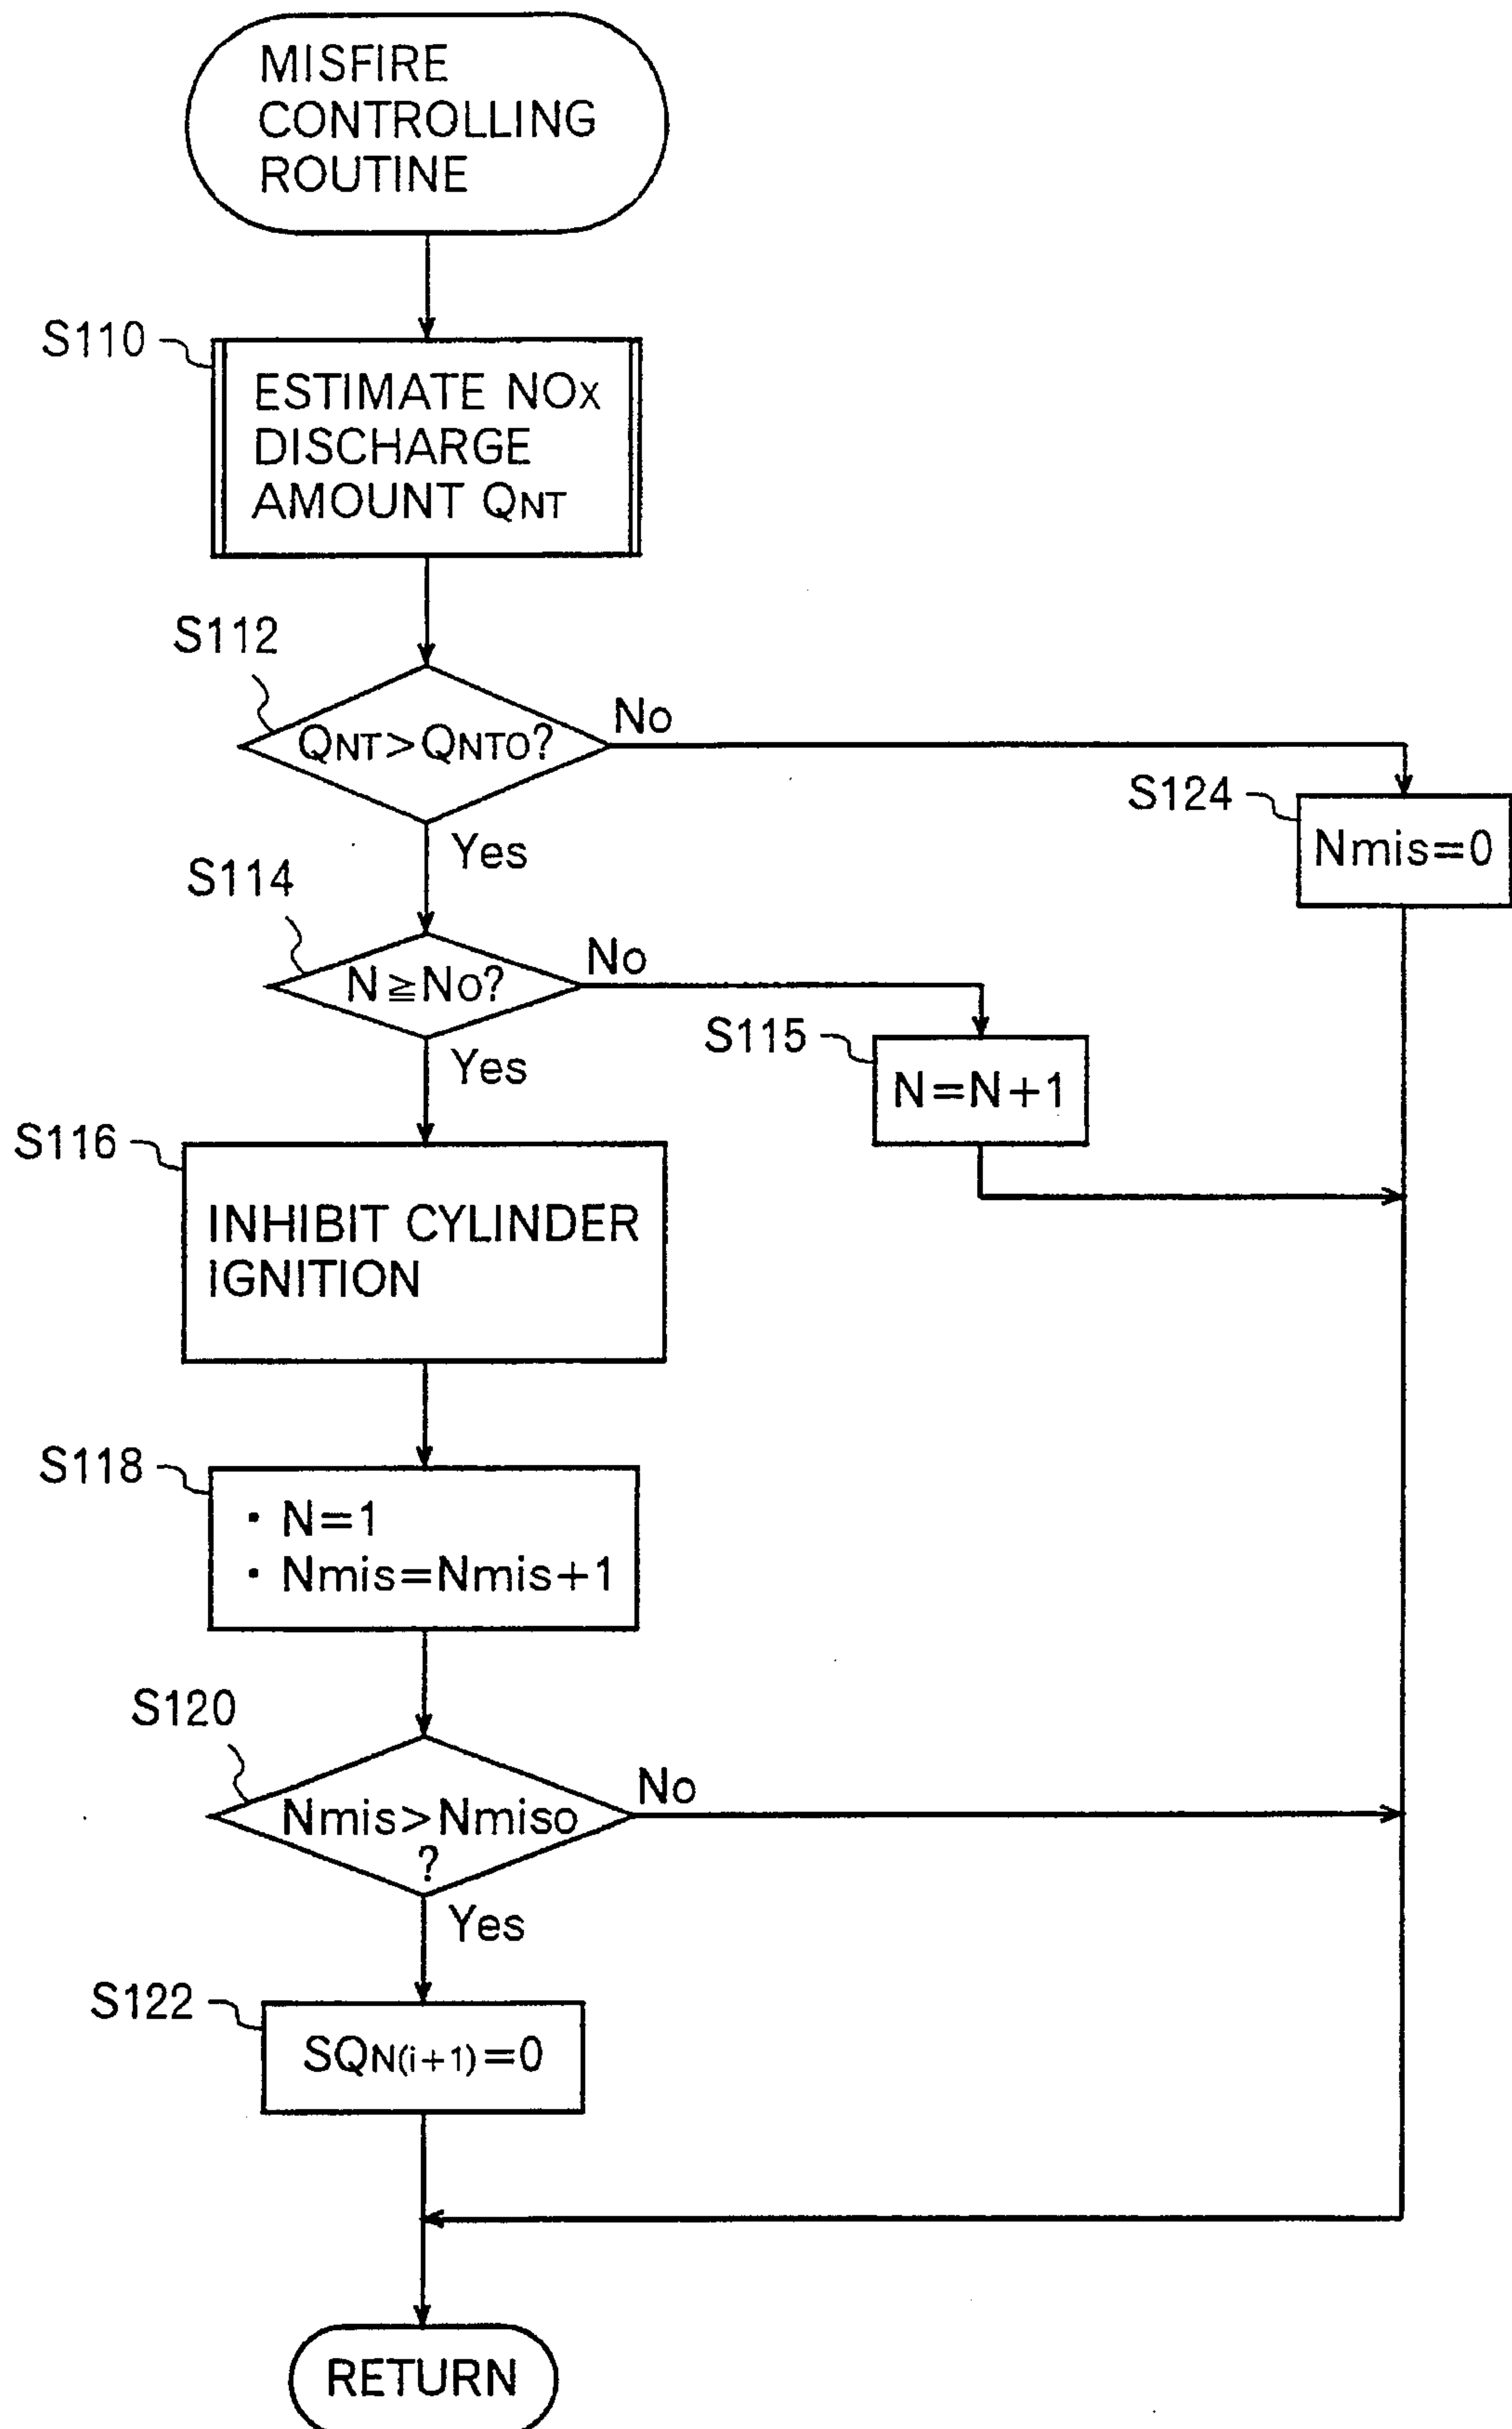 MISFIRE
CONTROLLING
ROUTINE
S110
ESTIMATE NOx
DISCHARGE
AMOUNT QNT
S112
QNT>QNTO?
No
Yes
S124
Nmis=0
S114
N≧No?
No
Yes
S115
N=N+1
S116
INHIBIT CYLINDER
IGNITION
S118
・ N=1
・ Nmis=Nmis+1
S120
Nmis>Nmiso
?
No
Yes
S122
SQN(i+1)=0
RETURN